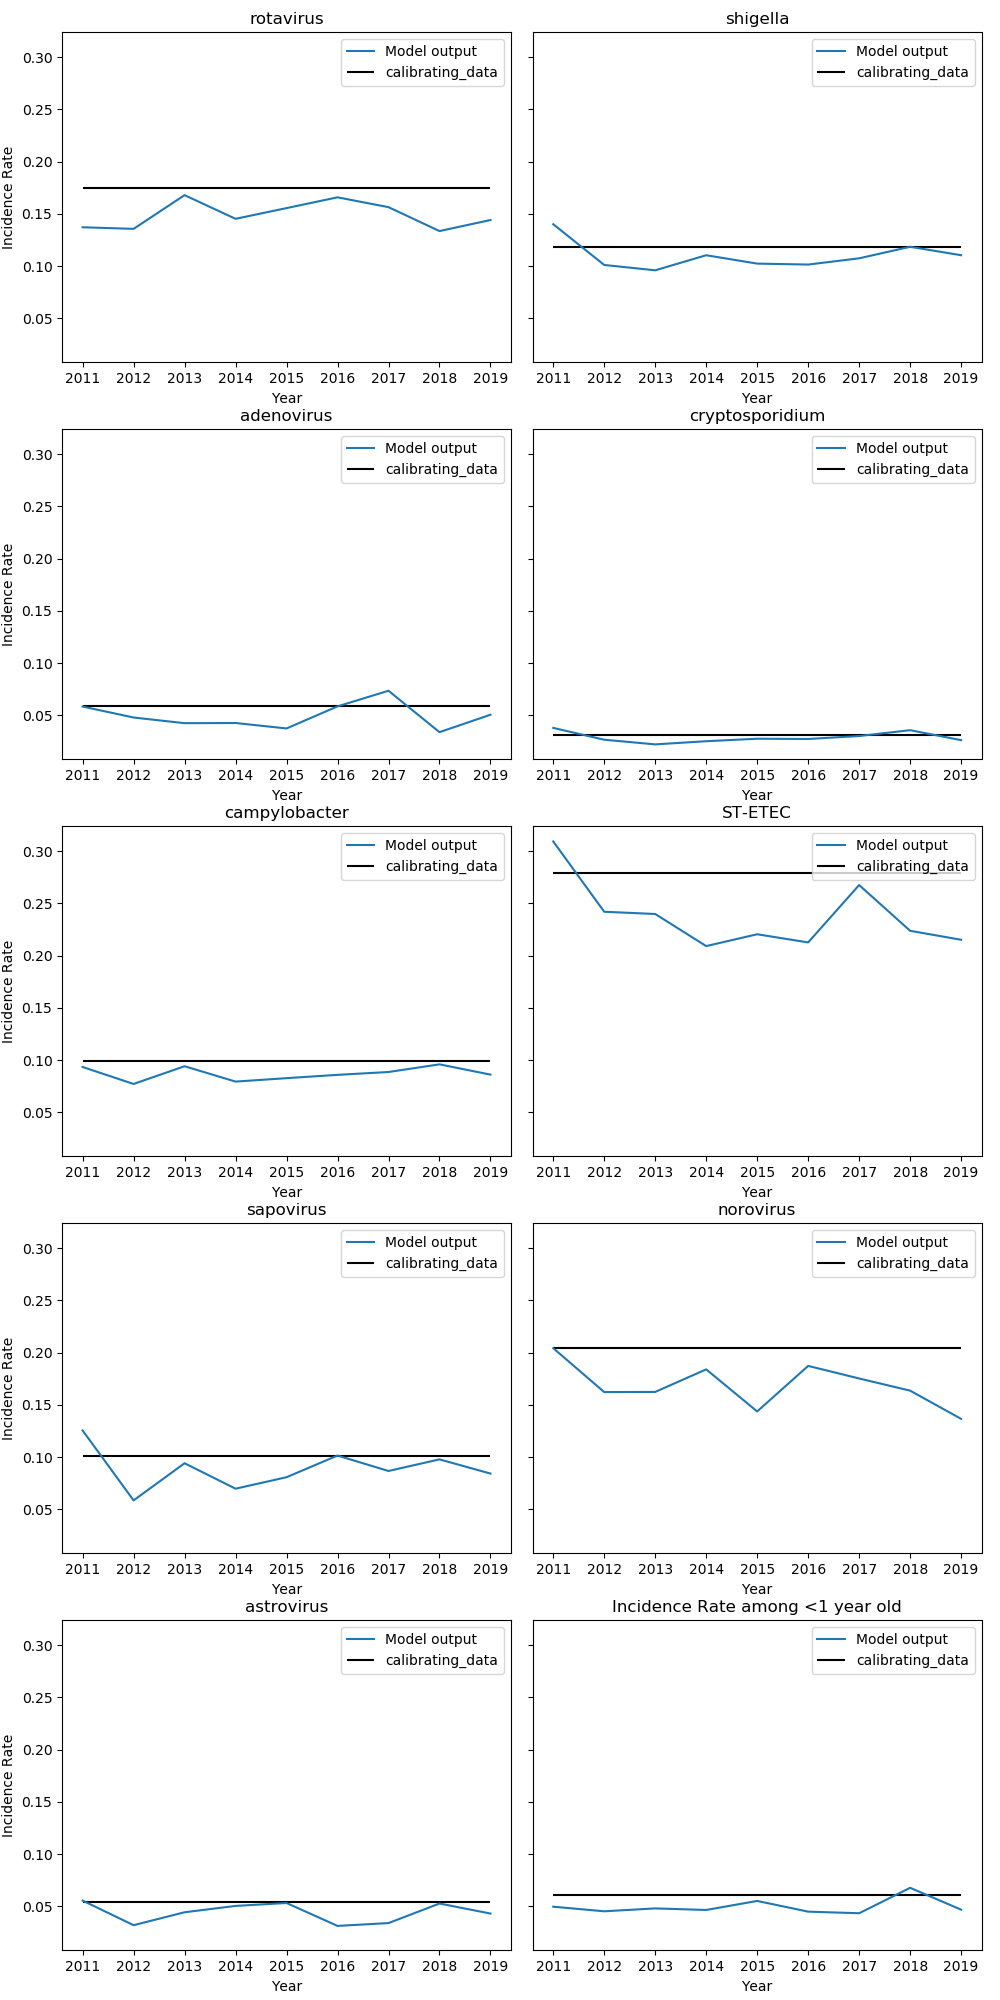 rotavirus
Model output
calibrating_data
0.30
0.25
0.20
0.15
0.10
0.05
Incidence Rate
2011 2012 2013 2014 2015 2016 2017 2018 2019
Year
shigella
Model output
calibrating_data
2011 2012 2013 2014 2015 2016 2017 2018 2019
Year
adenovirus
Model output
calibrating_data
0.30
0.25
0.20
0.15
0.10
0.05
Incidence Rate
2011 2012 2013 2014 2015 2016 2017 2018 2019
Year
cryptosporidium
Model output
calibrating_data
2011 2012 2013 2014 2015 2016 2017 2018 2019
Year
campylobacter
Model output
calibrating_data
0.30
0.25
0.20
0.15
0.10
0.05
Incidence Rate
2011 2012 2013 2014 2015 2016 2017 2018 2019
Year
ST-ETEC
Model output
calibrating_data
2011 2012 2013 2014 2015 2016 2017 2018 2019
Year
sapovirus
Model output
calibrating_data
0.30
0.25
0.20
0.15
0.10
0.05
Incidence Rate
2011 2012 2013 2014 2015 2016 2017 2018 2019
Year
norovirus
Model output
calibrating_data
2011 2012 2013 2014 2015 2016 2017 2018 2019
Year
astrovirus
Model output
calibrating_data
0.30
0.25
0.20
0.15
0.10
0.05
Incidence Rate
2011 2012 2013 2014 2015 2016 2017 2018 2019
Year
Incidence Rate among <1 year old
Model output
calibrating_data
2011 2012 2013 2014 2015 2016 2017 2018 2019
Year